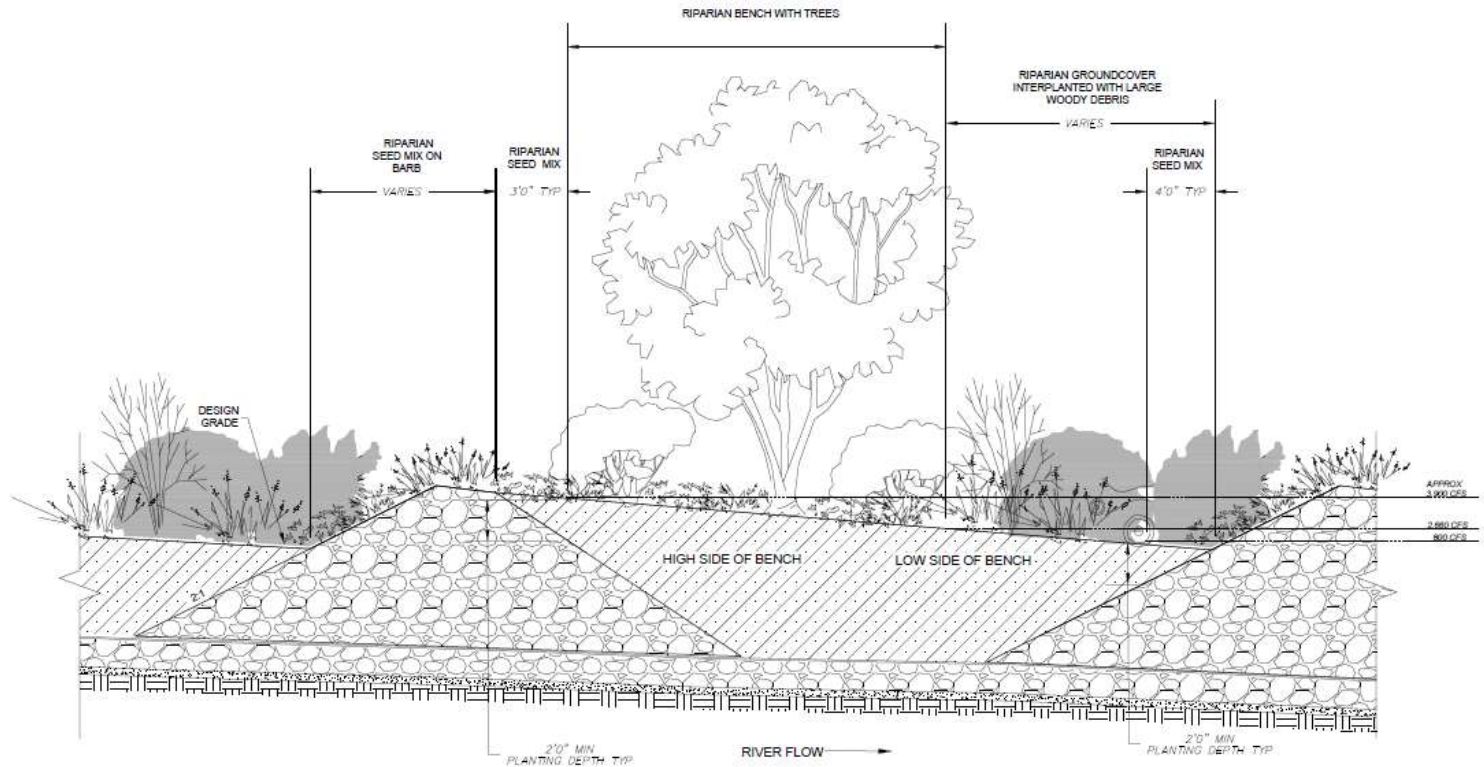 RIPARIAN BENCH WITH TREES
RIPARIAN GROUNDCOVER
INTERPLANTED WITH LARGE
WOODY DEBRIS
VARIES
RIPARIAN
SEED MIX ON
BARB
VARIES
RIPARIAN
SEED MIX
3'0" TYP
RIPARIAN
SEED MIX
4'0" TYP
DESIGN
GRADE
APPROX
3,900 CFS
2,660 CFS
800 CFS
HIGH SIDE OF BENCH
LOW SIDE OF BENCH
2:1
2'0" MIN
PLANTING DEPTH TYP
RIVER FLOW
2'0" MIN
PLANTING DEPTH TYP